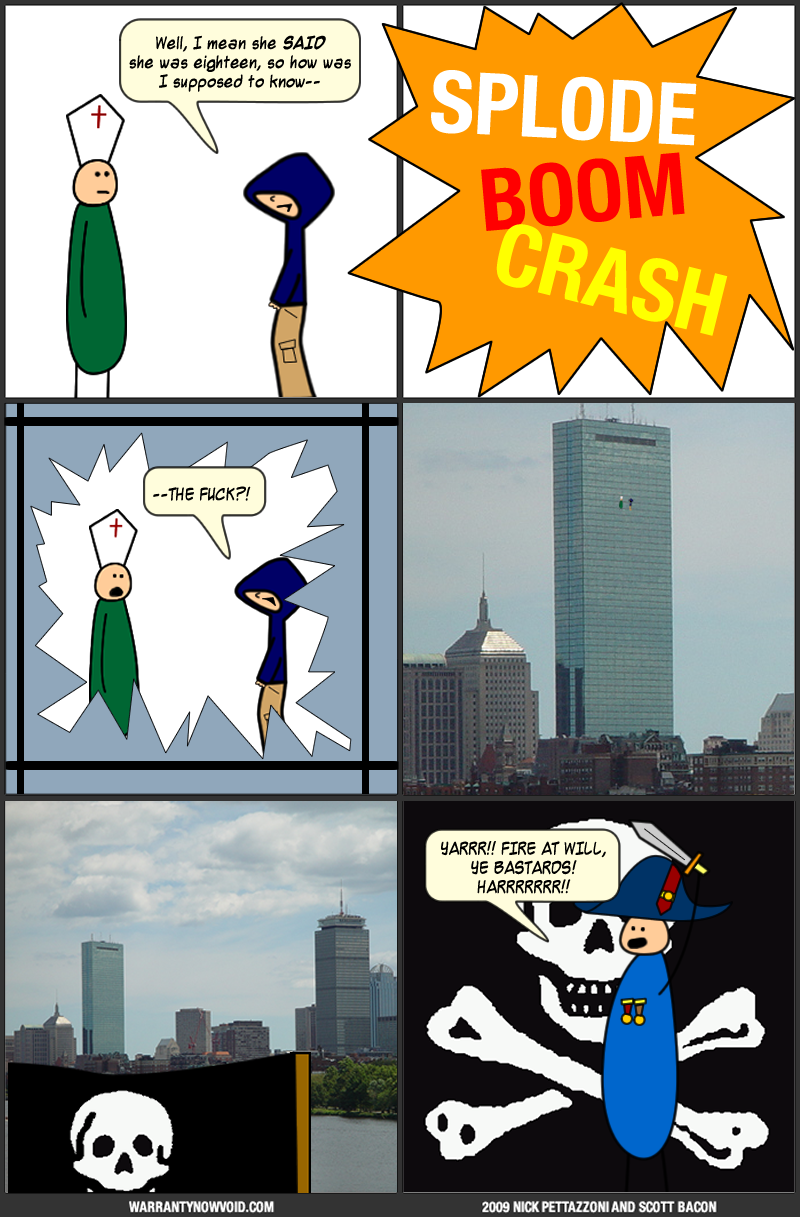 Well, I mean she SAID
she was eighteen, so how was
I supposed to know--
SPLODE
BOOM
CRASH
--THE FUCK?!
YARRR!! FIRE AT WILL,
YE BASTARDS!
HARRRRRRR!!
WARRANTYNOWVOID.COM
2009 NICK PETTAZZONI AND SCOTT BACON